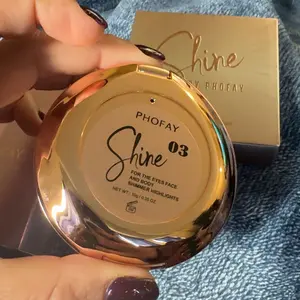 Shine
BY PHOFAY
PHOFAY
Shine 03
FOR THE EYES FACE
AND BODY
SHIMMER HIGHLIGHTS